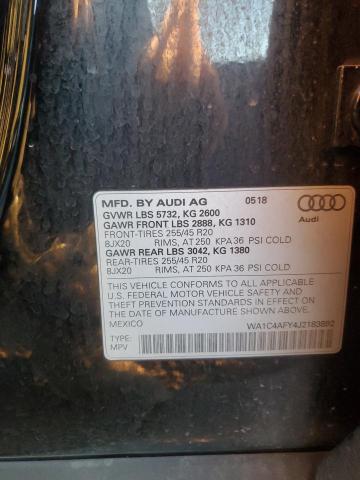 MFD. BY AUDI AG 0518
GVWR LBS 5732, KG 2600
GAWR FRONT LBS 2888, KG 1310
FRONT-TIRES 255/45 R20
8JX20 RIMS, AT 250 KPA 36 PSI COLD
GAWR REAR LBS 3042, KG 1380
REAR-TIRES 255/45 R20
8JX20 RIMS, AT 250 KPA 36 PSI COLD
Audi
THIS VEHICLE CONFORMS TO ALL APPLICABLE
U.S. FEDERAL MOTOR VEHICLE SAFETY, BUMPER, AND
THEFT PREVENTION STANDARDS IN EFFECT ON THE
DATE OF MANUFACTURE SHOWN ABOVE.
MEXICO
WA1C4AFY4J2183892
TYPE:
MPV